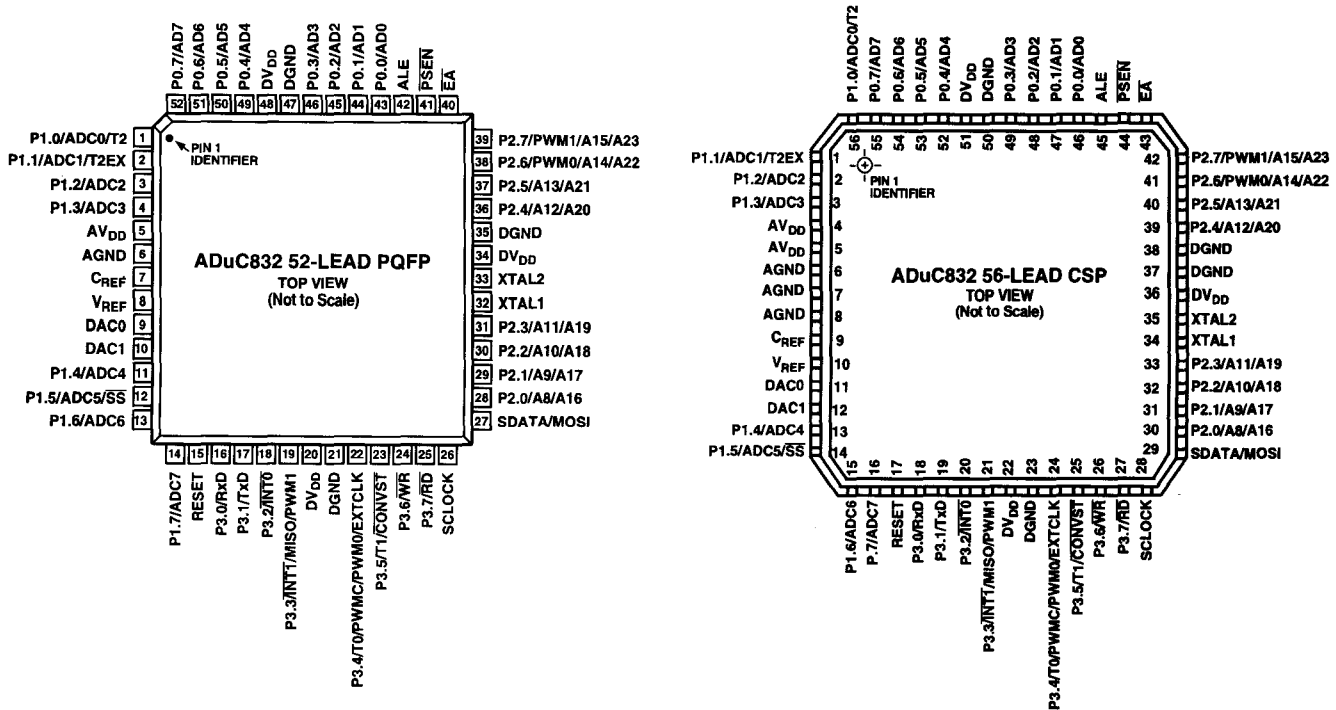 P0.7/AD7
P0.6/AD6
P0.5/AD5
P0.4/AD4
DVDD
DGND
P0.3/AD3
P0.2/AD2
P0.1/AD1
P0.0/AD0
ALE
P̅S̅E̅N̅
E̅A̅
52 51 50 49 48 47 46 45 44 43 42 41 40
P1.0/ADC0/T2 1
P1.1/ADC1/T2EX 2
P1.2/ADC2 3
P1.3/ADC3 4
AVDD 5
AGND 6
CREF 7
VREF 8
DAC0 9
DAC1 10
P1.4/ADC4 11
P1.5/ADC5/S̅S̅ 12
P1.6/ADC6 13
PIN 1
IDENTIFIER
ADuC832 52-LEAD PQFP
TOP VIEW
(Not to Scale)
39 P2.7/PWM1/A15/A23
38 P2.6/PWM0/A14/A22
37 P2.5/A13/A21
36 P2.4/A12/A20
35 DGND
34 DVDD
33 XTAL2
32 XTAL1
31 P2.3/A11/A19
30 P2.2/A10/A18
29 P2.1/A9/A17
28 P2.0/A8/A16
27 SDATA/MOSI
14 15 16 17 18 19 20 21 22 23 24 25 26
P1.7/ADC7
RESET
P3.0/RxD
P3.1/TxD
P3.2/I̅N̅T̅0̅
P3.3/I̅N̅T̅1̅/MISO/PWM1
DVDD
DGND
P3.4/T0/PWMC/PWM0/EXTCLK
P3.5/T1/C̅O̅N̅V̅S̅T̅
P3.6/W̅R̅
P3.7/R̅D̅
SCLOCK
P1.0/ADC0/T2
P0.7/AD7
P0.6/AD6
P0.5/AD5
P0.4/AD4
DVDD
DGND
P0.3/AD3
P0.2/AD2
P0.1/AD1
P0.0/AD0
ALE
P̅S̅E̅N̅
E̅A̅
56 55 54 53 52 51 50 49 48 47 46 45 44 43
P1.1/ADC1/T2EX 1
P1.2/ADC2 2
P1.3/ADC3 3
AVDD 4
AVDD 5
AGND 6
AGND 7
AGND 8
CREF 9
VREF 10
DAC0 11
DAC1 12
P1.4/ADC4 13
P1.5/ADC5/S̅S̅ 14
PIN 1
IDENTIFIER
ADuC832 56-LEAD CSP
TOP VIEW
(Not to Scale)
42 P2.7/PWM1/A15/A23
41 P2.6/PWM0/A14/A22
40 P2.5/A13/A21
39 P2.4/A12/A20
38 DGND
37 DGND
36 DVDD
35 XTAL2
34 XTAL1
33 P2.3/A11/A19
32 P2.2/A10/A18
31 P2.1/A9/A17
30 P2.0/A8/A16
29 SDATA/MOSI
15 16 17 18 19 20 21 22 23 24 25 26 27 28
P1.6/ADC6
P.7/ADC7
RESET
P3.0/RxD
P3.1/TxD
P3.2/I̅N̅T̅0̅
P3.3/I̅N̅T̅1̅/MISO/PWM1
DVDD
DGND
P3.4/T0/PWMC/PWM0/EXTCLK
P3.5/T1/C̅O̅N̅V̅S̅T̅
P3.6/W̅R̅
P3.7/R̅D̅
SCLOCK